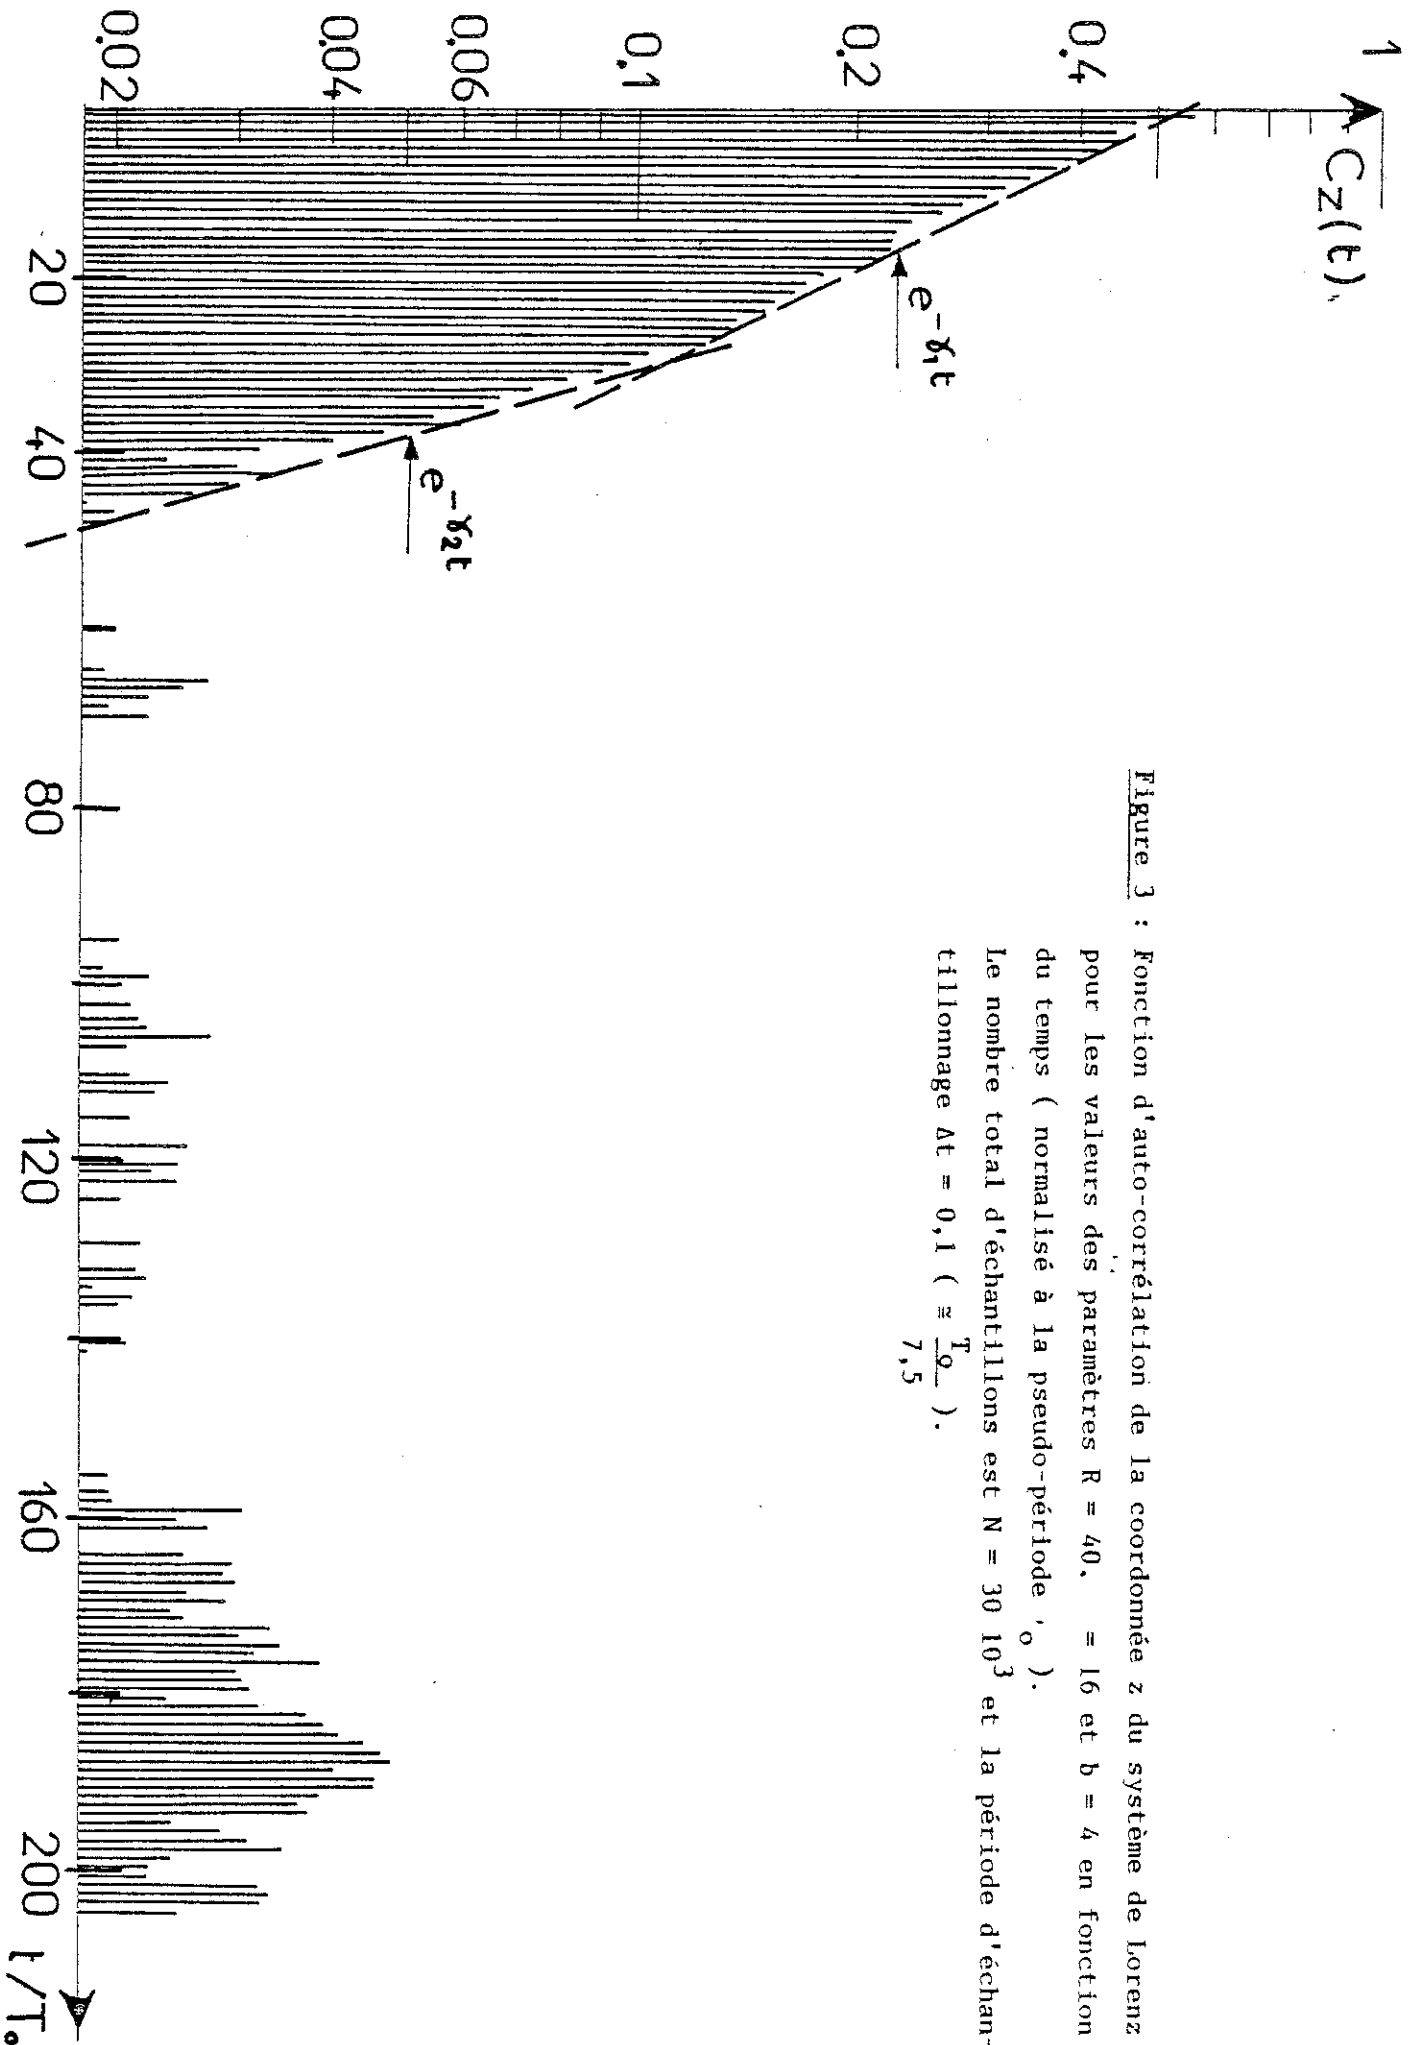 1
C_z(t)
0.4
0.2
0.1
0.06
0.04
0.02
e^{-γ₁t}
e^{-γ₂t}
20
40
80
120
160
200
t/T₀
Figure 3 : Fonction d'auto-corrélation de la coordonnée z du système de Lorenz
pour les valeurs des paramètres R = 40, = 16 et b = 4 en fonction
du temps ( normalisé à la pseudo-période ₀ ).
Le nombre total d'échantillons est N = 30 10³ et la période d'échan-
tillonnage Δt = 0,1 ( ≅ T₀/7,5 ).